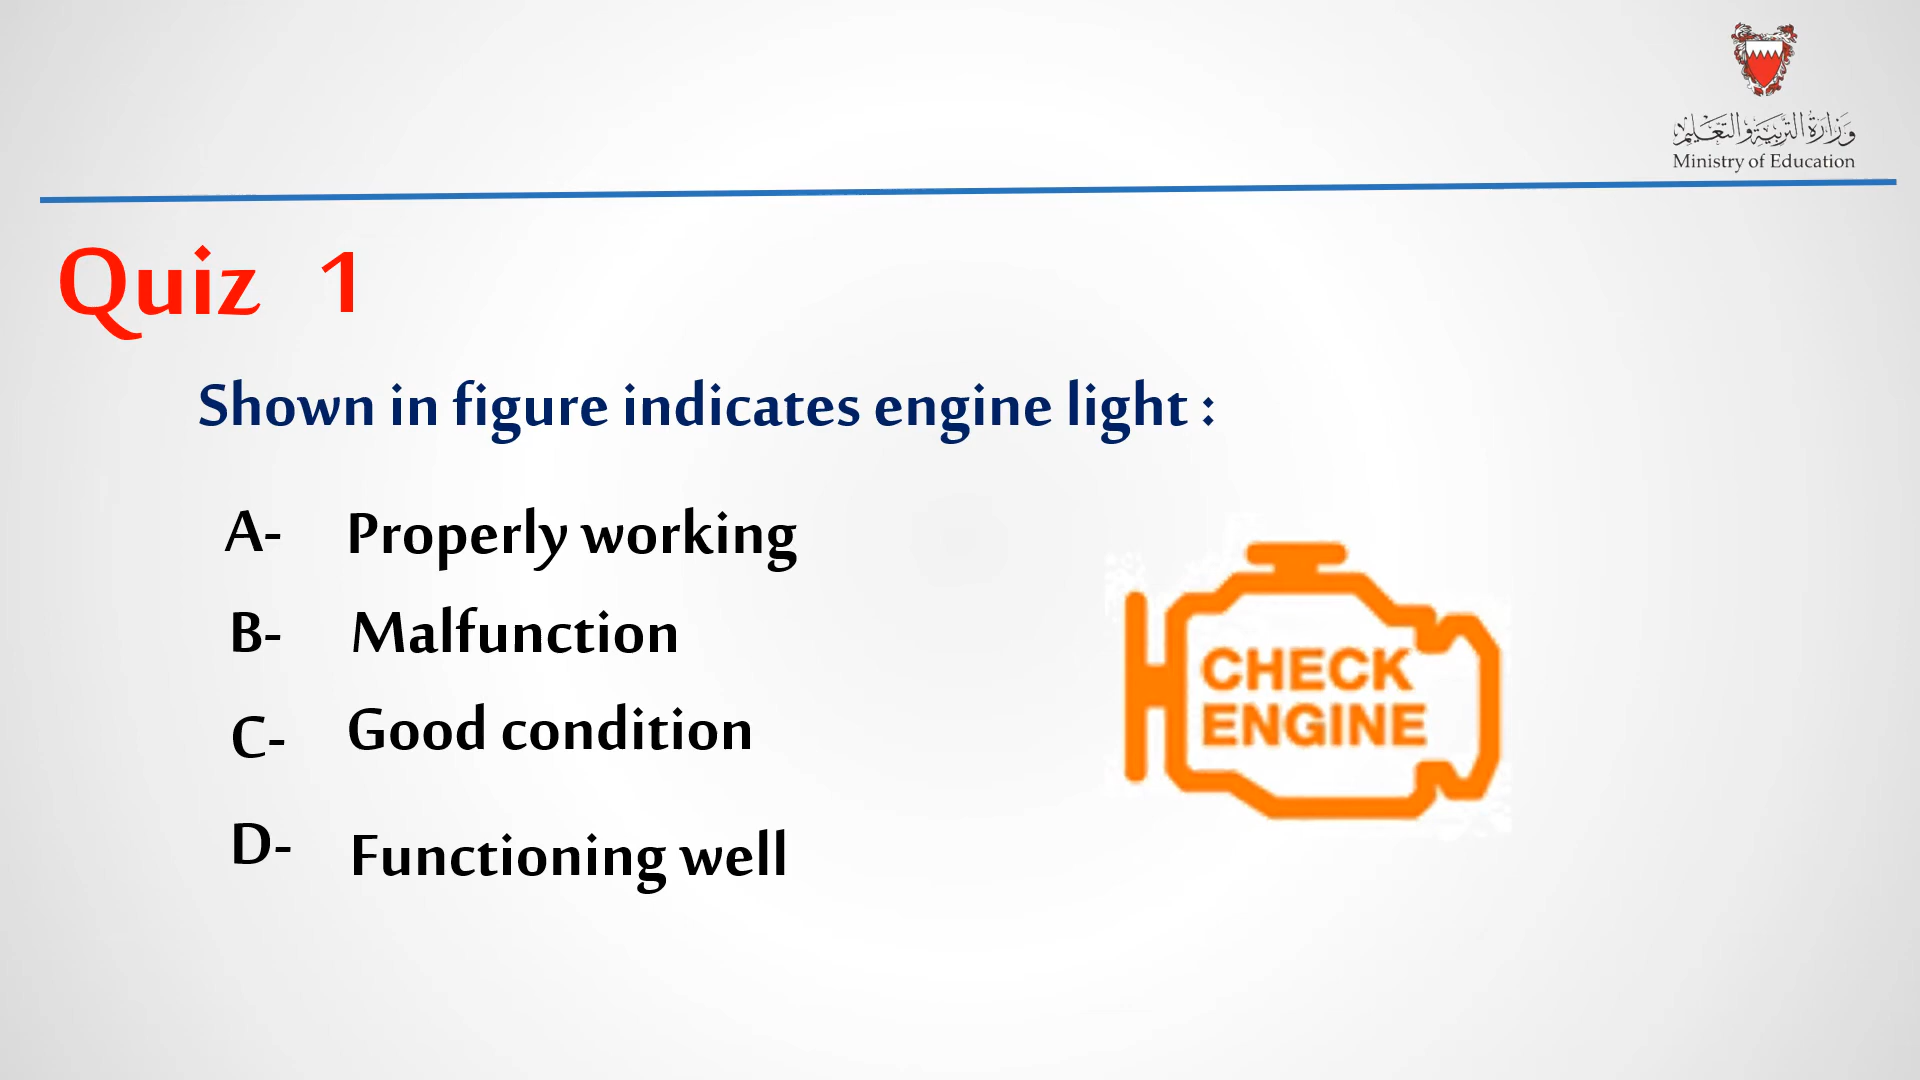 وزارة التربية والتعليم
Ministry of Education
Quiz 1
Shown in figure indicates engine light :
A- Properly working
B- Malfunction
C- Good condition
D- Functioning well
CHECK
ENGINE